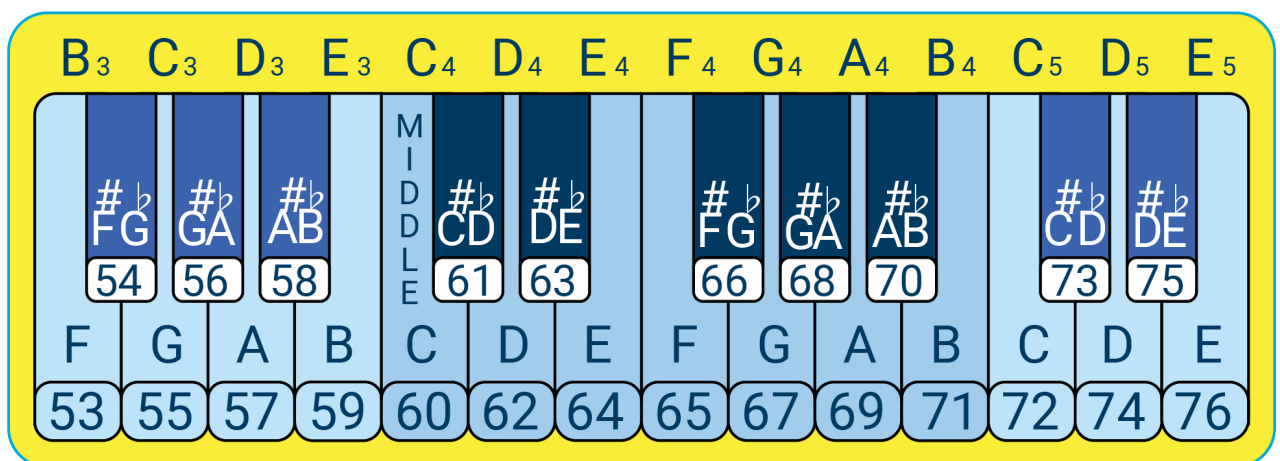 B3 C3 D3 E3 C4 D4 E4 F4 G4 A4 B4 C5 D5 E5
MIDDLE
# ♭ # ♭ # ♭ # ♭ # ♭ # ♭ # ♭ # ♭ # ♭ # ♭
FG GA AB CD DE FG GA AB CD DE
54 56 58 61 63 66 68 70 73 75
F G A B C D E F G A B C D E
53 55 57 59 60 62 64 65 67 69 71 72 74 76